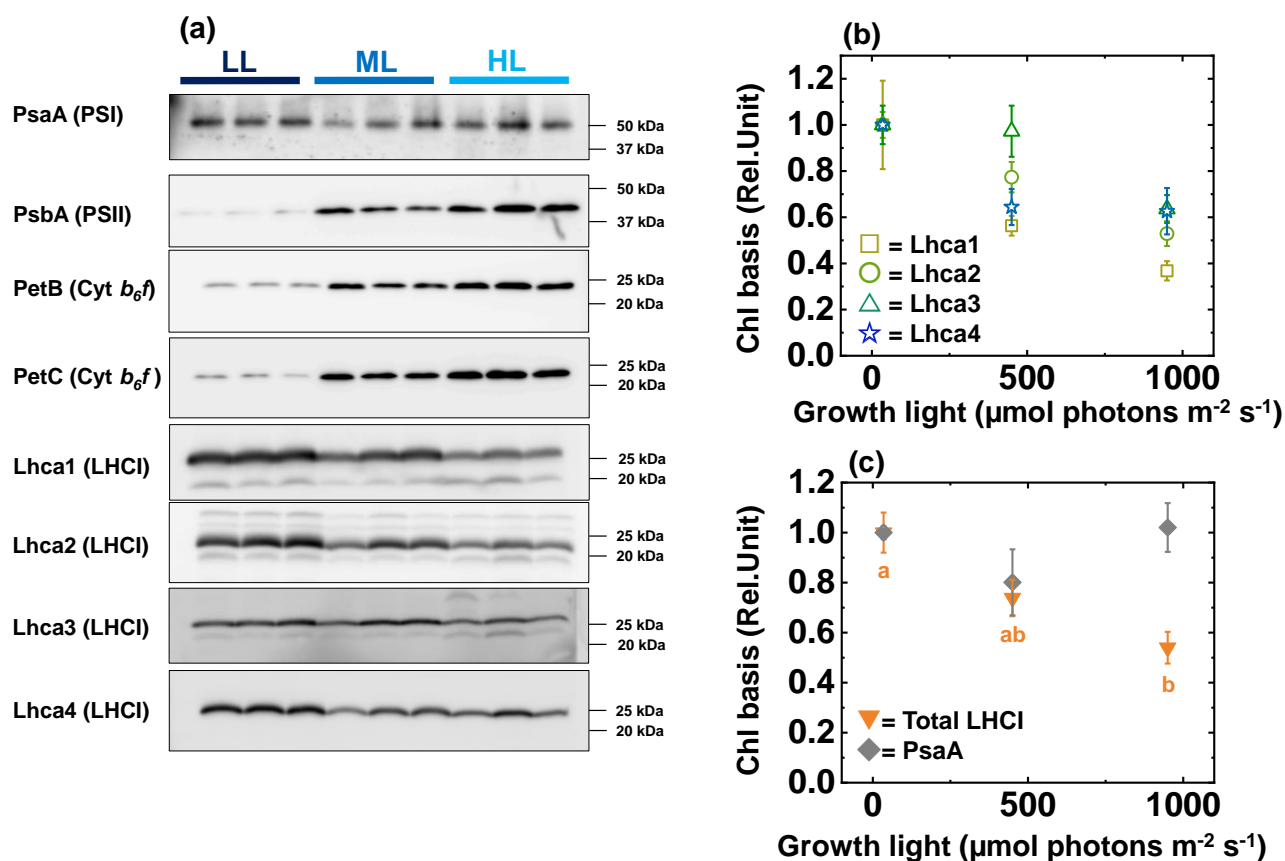 (a)
LL ML HL
PsaA (PSI)
50 kDa
37 kDa
PsbA (PSII)
50 kDa
37 kDa
PetB (Cyt b6f)
25 kDa
20 kDa
PetC (Cyt b6f )
25 kDa
20 kDa
Lhca1 (LHCI)
25 kDa
20 kDa
Lhca2 (LHCI)
25 kDa
20 kDa
Lhca3 (LHCI)
25 kDa
20 kDa
Lhca4 (LHCI)
25 kDa
20 kDa
(b)
Chl basis (Rel.Unit)
1.2
1.0
0.8
0.6
0.4
0.2
0.0
= Lhca1
= Lhca2
= Lhca3
= Lhca4
0 500 1000
Growth light (µmol photons m-2 s-1)
(c)
Chl basis (Rel.Unit)
1.2
1.0
0.8
0.6
0.4
0.2
0.0
a
ab
b
= Total LHCI
= PsaA
0 500 1000
Growth light (µmol photons m-2 s-1)